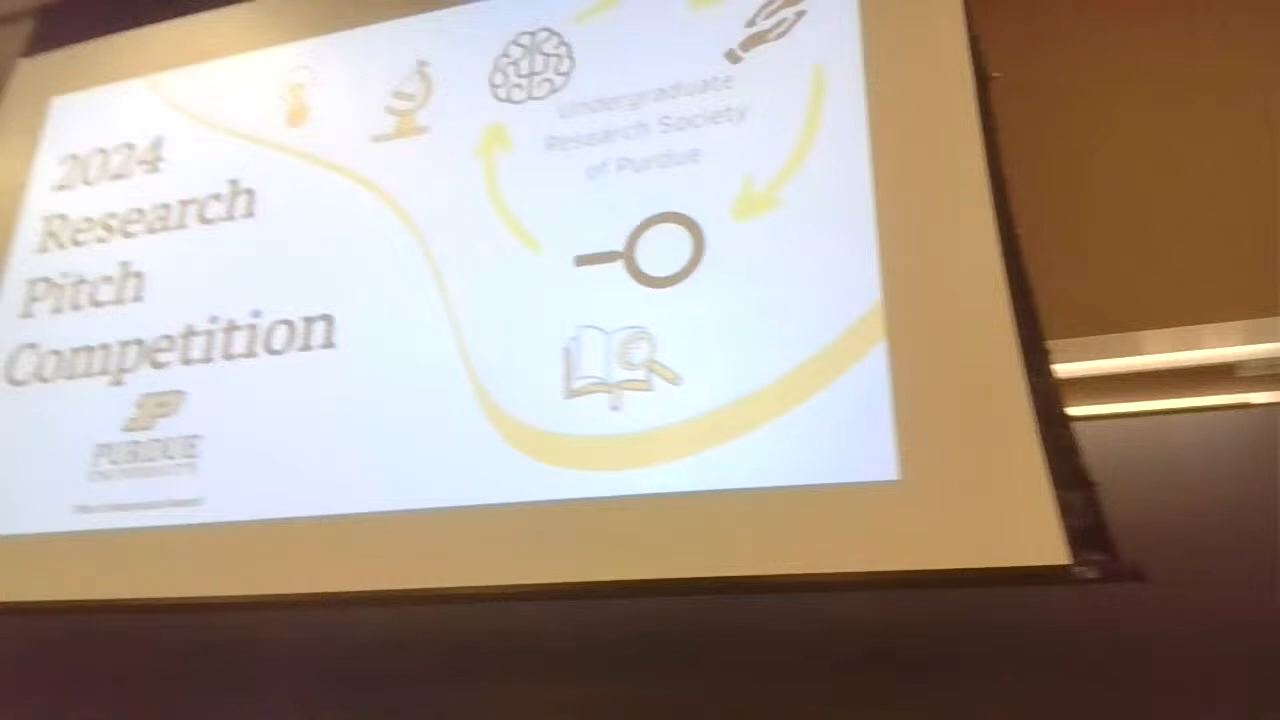 2024
Research
Pitch
Competition
PURDUE
UNIVERSITY
Undergraduate
Research Society
of Purdue